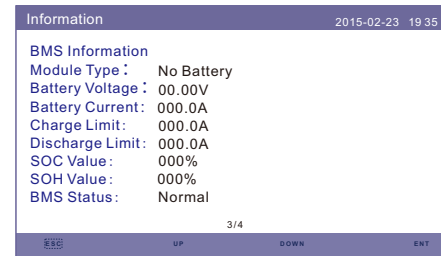 Information 2015-02-23 19 35
BMS Information
Module Type: No Battery
Battery Voltage: 00.00V
Battery Current: 000.0A
Charge Limit: 000.0A
Discharge Limit: 000.0A
SOC Value: 000%
SOH Value: 000%
BMS Status: Normal
3/4
ESC UP DOWN ENT